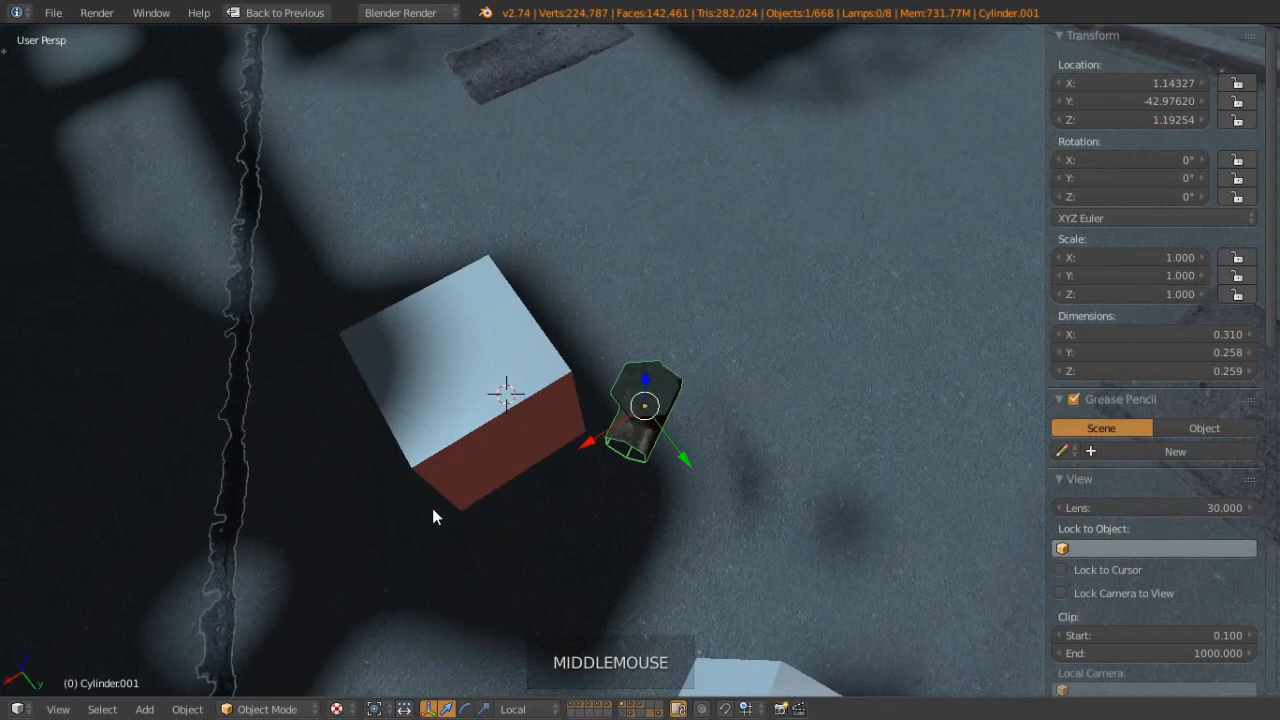 File Render Window Help Back to Previous Blender Render v2.74 | Verts:224,787 | Faces:142,461 | Tris:282,024 | Objects:1/668 | Lamps:0/8 | Mem:731.77M | Cylinder.001
User Persp
Transform
Location:
X: 1.14327
Y: -42.97620
Z: 1.19254
Rotation:
X: 0°
Y: 0°
Z: 0°
XYZ Euler
Scale:
X: 1.000
Y: 1.000
Z: 1.000
Dimensions:
X: 0.310
Y: 0.258
Z: 0.259
Grease Pencil
Scene Object
New
View
Lens: 30.000
Lock to Object:
Lock to Cursor
Lock Camera to View
Clip:
Start: 0.100
End: 1000.000
Local Camera:
MIDDLEMOUSE
(0) Cylinder.001
View Select Add Object Object Mode Local